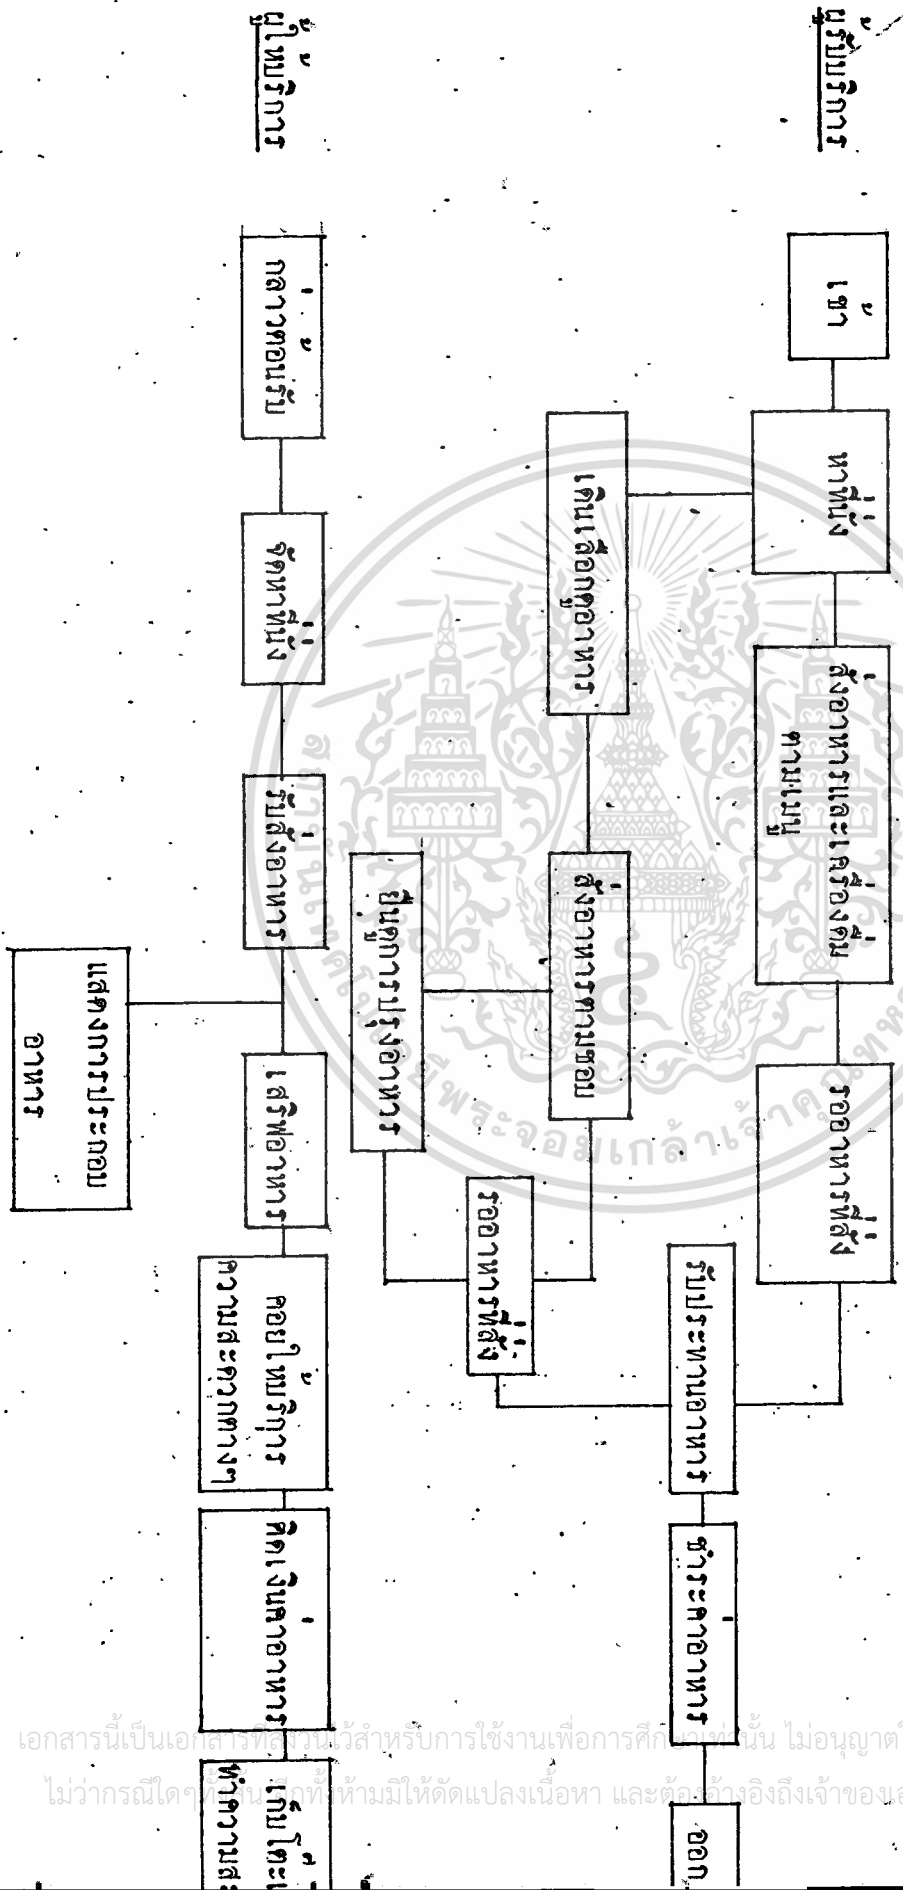 ผู้รับบริการ
เข้า
หาที่นั่ง
สั่งอาหารและเครื่องดื่ม
ตามเมนู
รออาหารที่สั่ง
เดินเลือกดูอาหาร
สั่งอาหารตามชอบ
ยืนดูการปรุงอาหาร
รออาหารที่สั่ง
รับประทานอาหาร
ชำระค่าอาหาร
ออก
ผู้ให้บริการ
กล่าวต้อนรับ
จัดหาที่นั่ง
รับสั่งอาหาร
แสดงการประกอบ
อาหาร
เสริฟอาหาร
คอยให้บริการ
ความสะดวกต่างๆ
คิดเงินค่าอาหาร
เก็บโต๊ะ
พระจอมเกล้าเจ้าคุณทหาร
เอกสารนี้เป็นเอกสารที่สงวนไว้สำหรับการใช้งานเพื่อการศึกษาเท่านั้น ไม่อนุญาต
ไม่ว่ากรณีใดๆทั้งสิ้น อีกทั้งห้ามมิให้ดัดแปลงเนื้อหา และต้องอ้างอิงถึงเจ้าของ